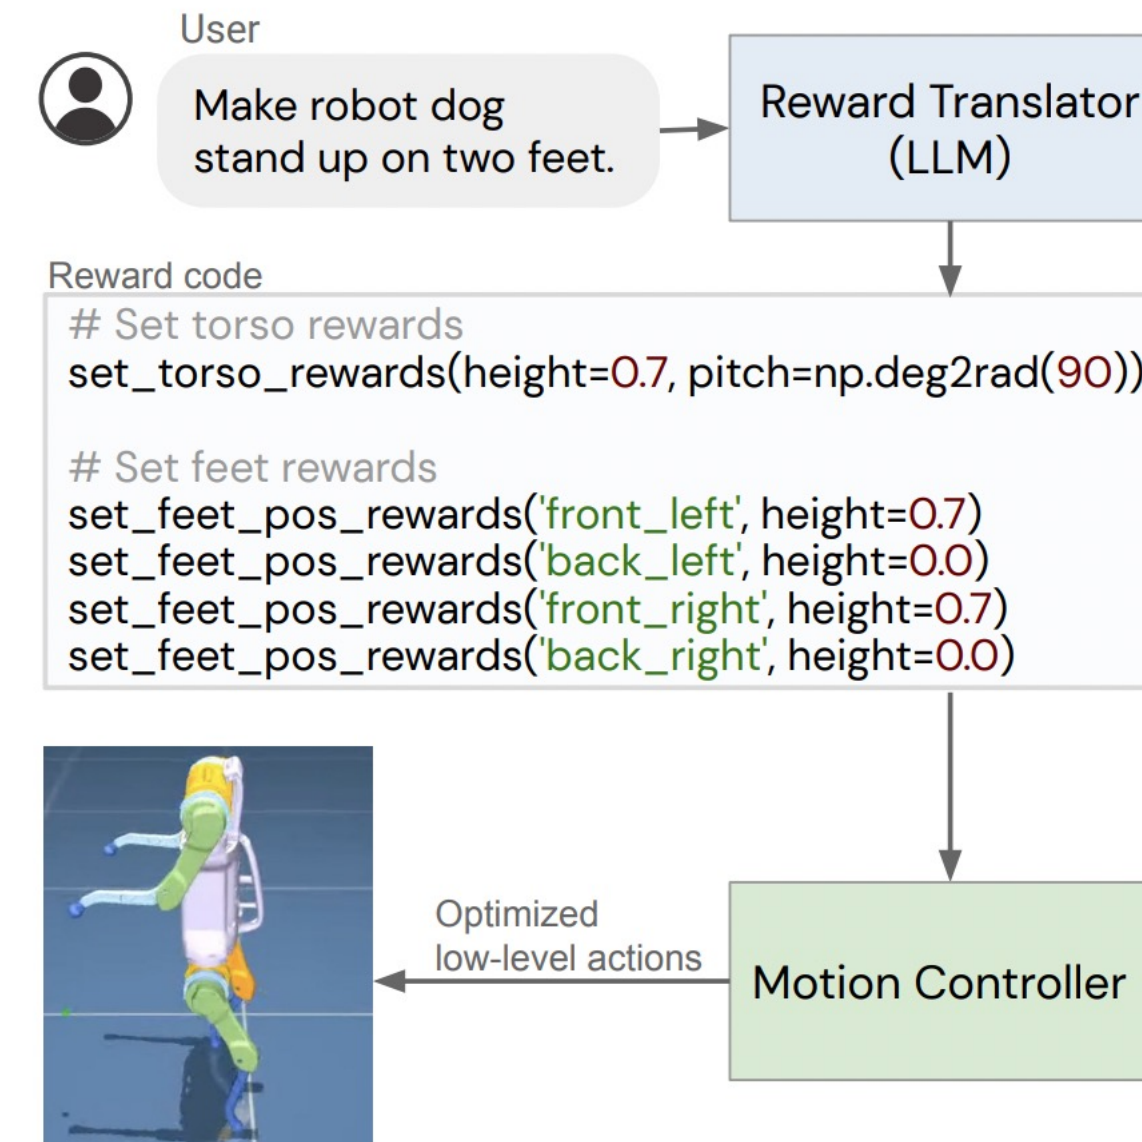 User
Make robot dog
stand up on two feet.
Reward Translator
(LLM)
Reward code
# Set torso rewards
set_torso_rewards(height=0.7, pitch=np.deg2rad(90))
# Set feet rewards
set_feet_pos_rewards('front_left', height=0.7)
set_feet_pos_rewards('back_left', height=0.0)
set_feet_pos_rewards('front_right', height=0.7)
set_feet_pos_rewards('back_right', height=0.0)
Optimized
low-level actions
Motion Controller